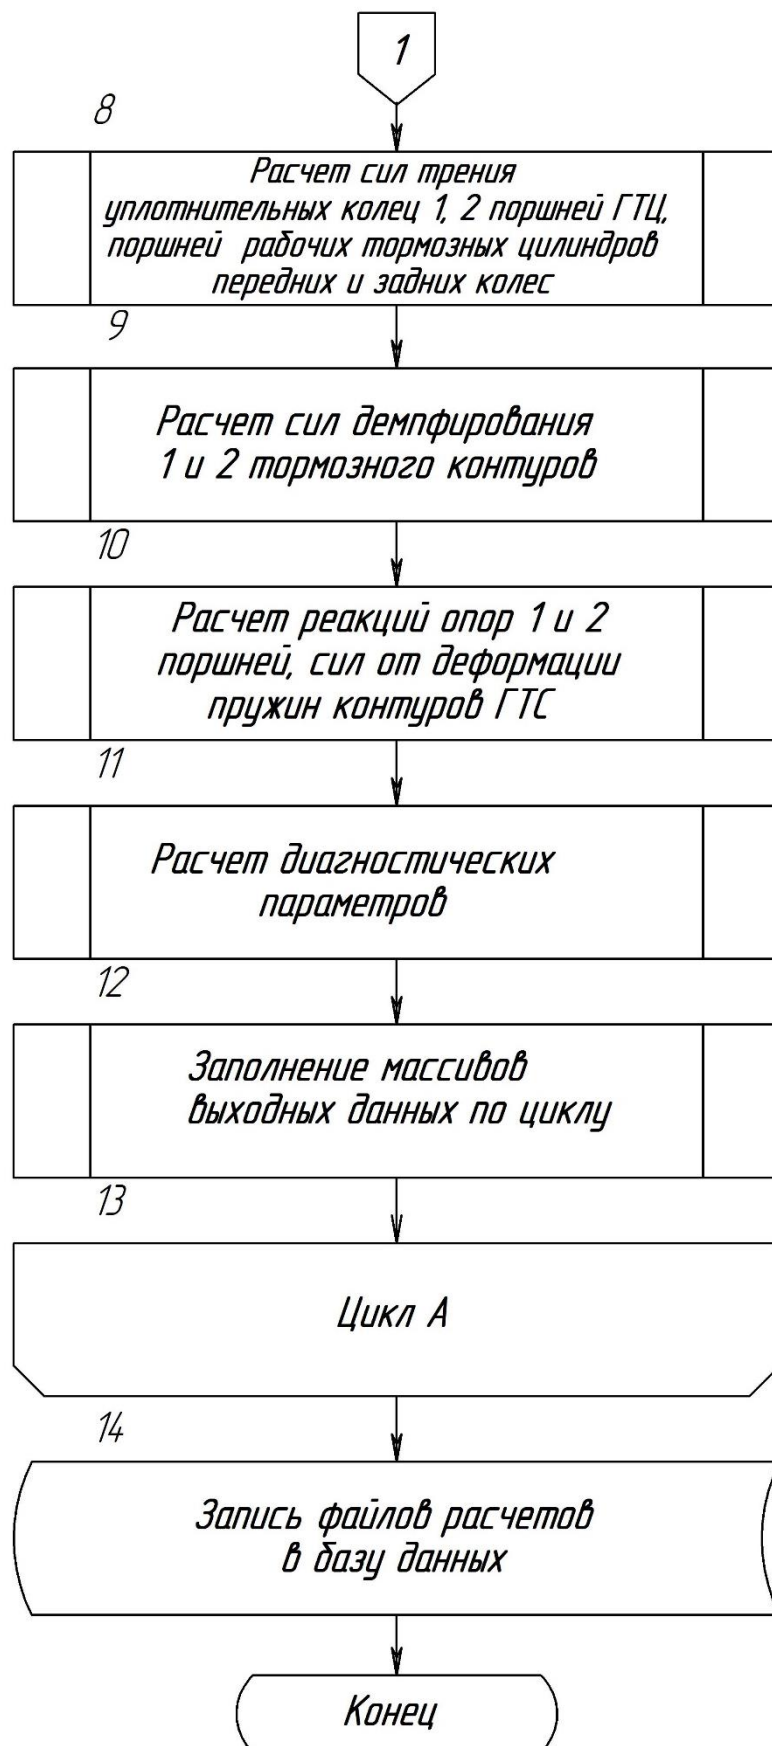 1
8
Расчет сил трения
уплотнительных колец 1, 2 поршней ГТЦ,
поршней рабочих тормозных цилиндров
передних и задних колес
9
Расчет сил демпфирования
1 и 2 тормозного контуров
10
Расчет реакций опор 1 и 2
поршней, сил от деформации
пружин контуров ГТС
11
Расчет диагностических
параметров
12
Заполнение массивов
выходных данных по циклу
13
Цикл А
14
Запись файлов расчетов
в базу данных
Конец